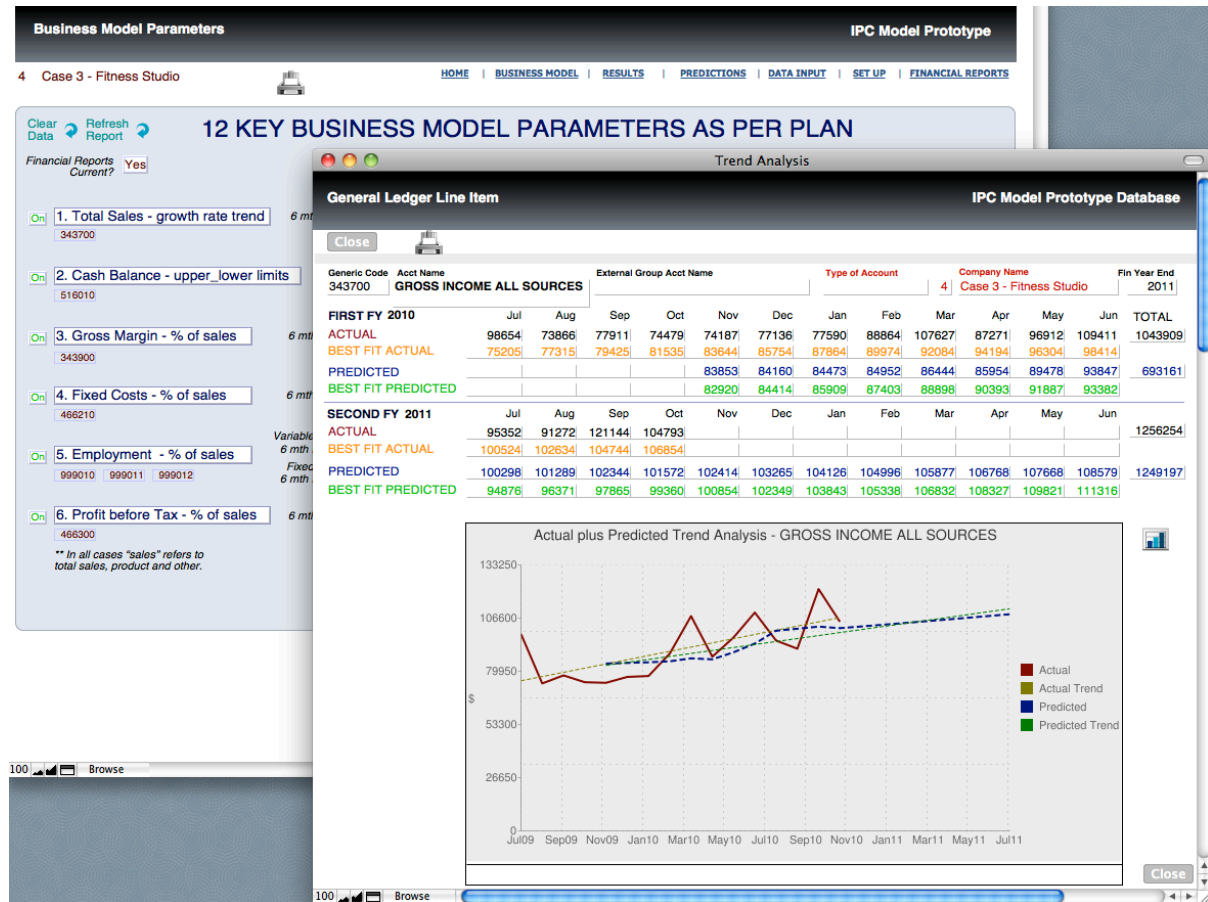 Business Model Parameters IPC Model Prototype
4 Case 3 - Fitness Studio HOME | BUSINESS MODEL | RESULTS | PREDICTIONS | DATA INPUT | SET UP | FINANCIAL REPORTS
Clear Data Refresh Report 12 KEY BUSINESS MODEL PARAMETERS AS PER PLAN
Financial Reports Current? Yes
On 1. Total Sales - growth rate trend 6 mt
343700
On 2. Cash Balance - upper_lower limits
516010
On 3. Gross Margin - % of sales 6 mt
343900
On 4. Fixed Costs - % of sales 6 mth
466210
Variable
On 5. Employment - % of sales 6 mth
999010 999011 999012 Fixed
6 mth
On 6. Profit before Tax - % of sales 6 mt
466300
** In all cases "sales" refers to
total sales, product and other.
100 Browse
Trend Analysis
General Ledger Line Item IPC Model Prototype Database
Close
Generic Code Acct Name External Group Acct Name Type of Account Company Name Fin Year End
343700 GROSS INCOME ALL SOURCES 4 Case 3 - Fitness Studio 2011
FIRST FY 2010 Jul Aug Sep Oct Nov Dec Jan Feb Mar Apr May Jun TOTAL
ACTUAL 98654 73866 77911 74479 74187 77136 77590 88864 107627 87271 96912 109411 1043909
BEST FIT ACTUAL 75205 77315 79425 81535 83644 85754 87864 89974 92084 94194 96304 98414
PREDICTED 83853 84160 84473 84952 86444 85954 89478 93847 693161
BEST FIT PREDICTED 82920 84414 85909 87403 88898 90393 91887 93382
SECOND FY 2011 Jul Aug Sep Oct Nov Dec Jan Feb Mar Apr May Jun
ACTUAL 95352 91272 121144 104793 1256254
BEST FIT ACTUAL 100524 102634 104744 106854
PREDICTED 100298 101289 102344 101572 102414 103265 104126 104996 105877 106768 107668 108579 1249197
BEST FIT PREDICTED 94876 96371 97865 99360 100854 102349 103843 105338 106832 108327 109821 111316
Actual plus Predicted Trend Analysis - GROSS INCOME ALL SOURCES
133250
106600
79950
$
53300
26650
0
Jul09 Sep09 Nov09 Jan10 Mar10 May10 Jul10 Sep10 Nov10 Jan11 Mar11 May11 Jul11
Actual
Actual Trend
Predicted
Predicted Trend
Close
100 Browse